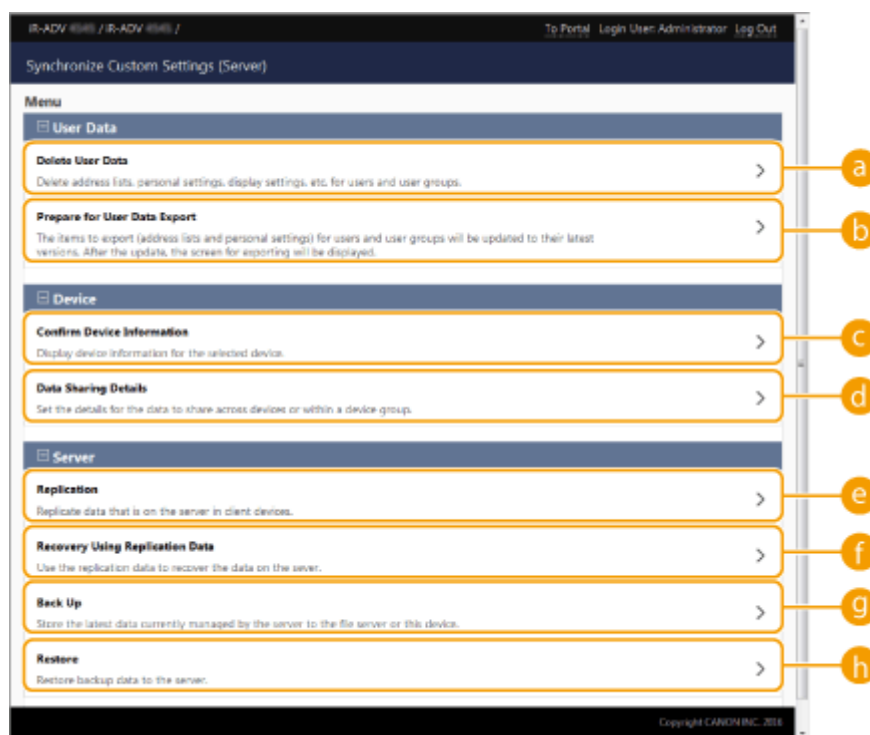 iR-ADV / iR-ADV /
To Portal Login User: Administrator Log Out
Synchronize Custom Settings (Server)
Menu
User Data
Delete User Data
Delete address lists, personal settings, display settings, etc. for users and user groups.
a
Prepare for User Data Export
The items to export (address lists and personal settings) for users and user groups will be updated to their latest
versions. After the update, the screen for exporting will be displayed.
b
Device
Confirm Device Information
Display device information for the selected device.
c
Data Sharing Details
Set the details for the data to share across devices or within a device group.
d
Server
Replication
Replicate data that is on the server in client devices.
e
Recovery Using Replication Data
Use the replication data to recover the data on the sever.
f
Back Up
Store the latest data currently managed by the server to the file server or this device.
g
Restore
Restore backup data to the server.
h
Copyright CANON INC. 2016